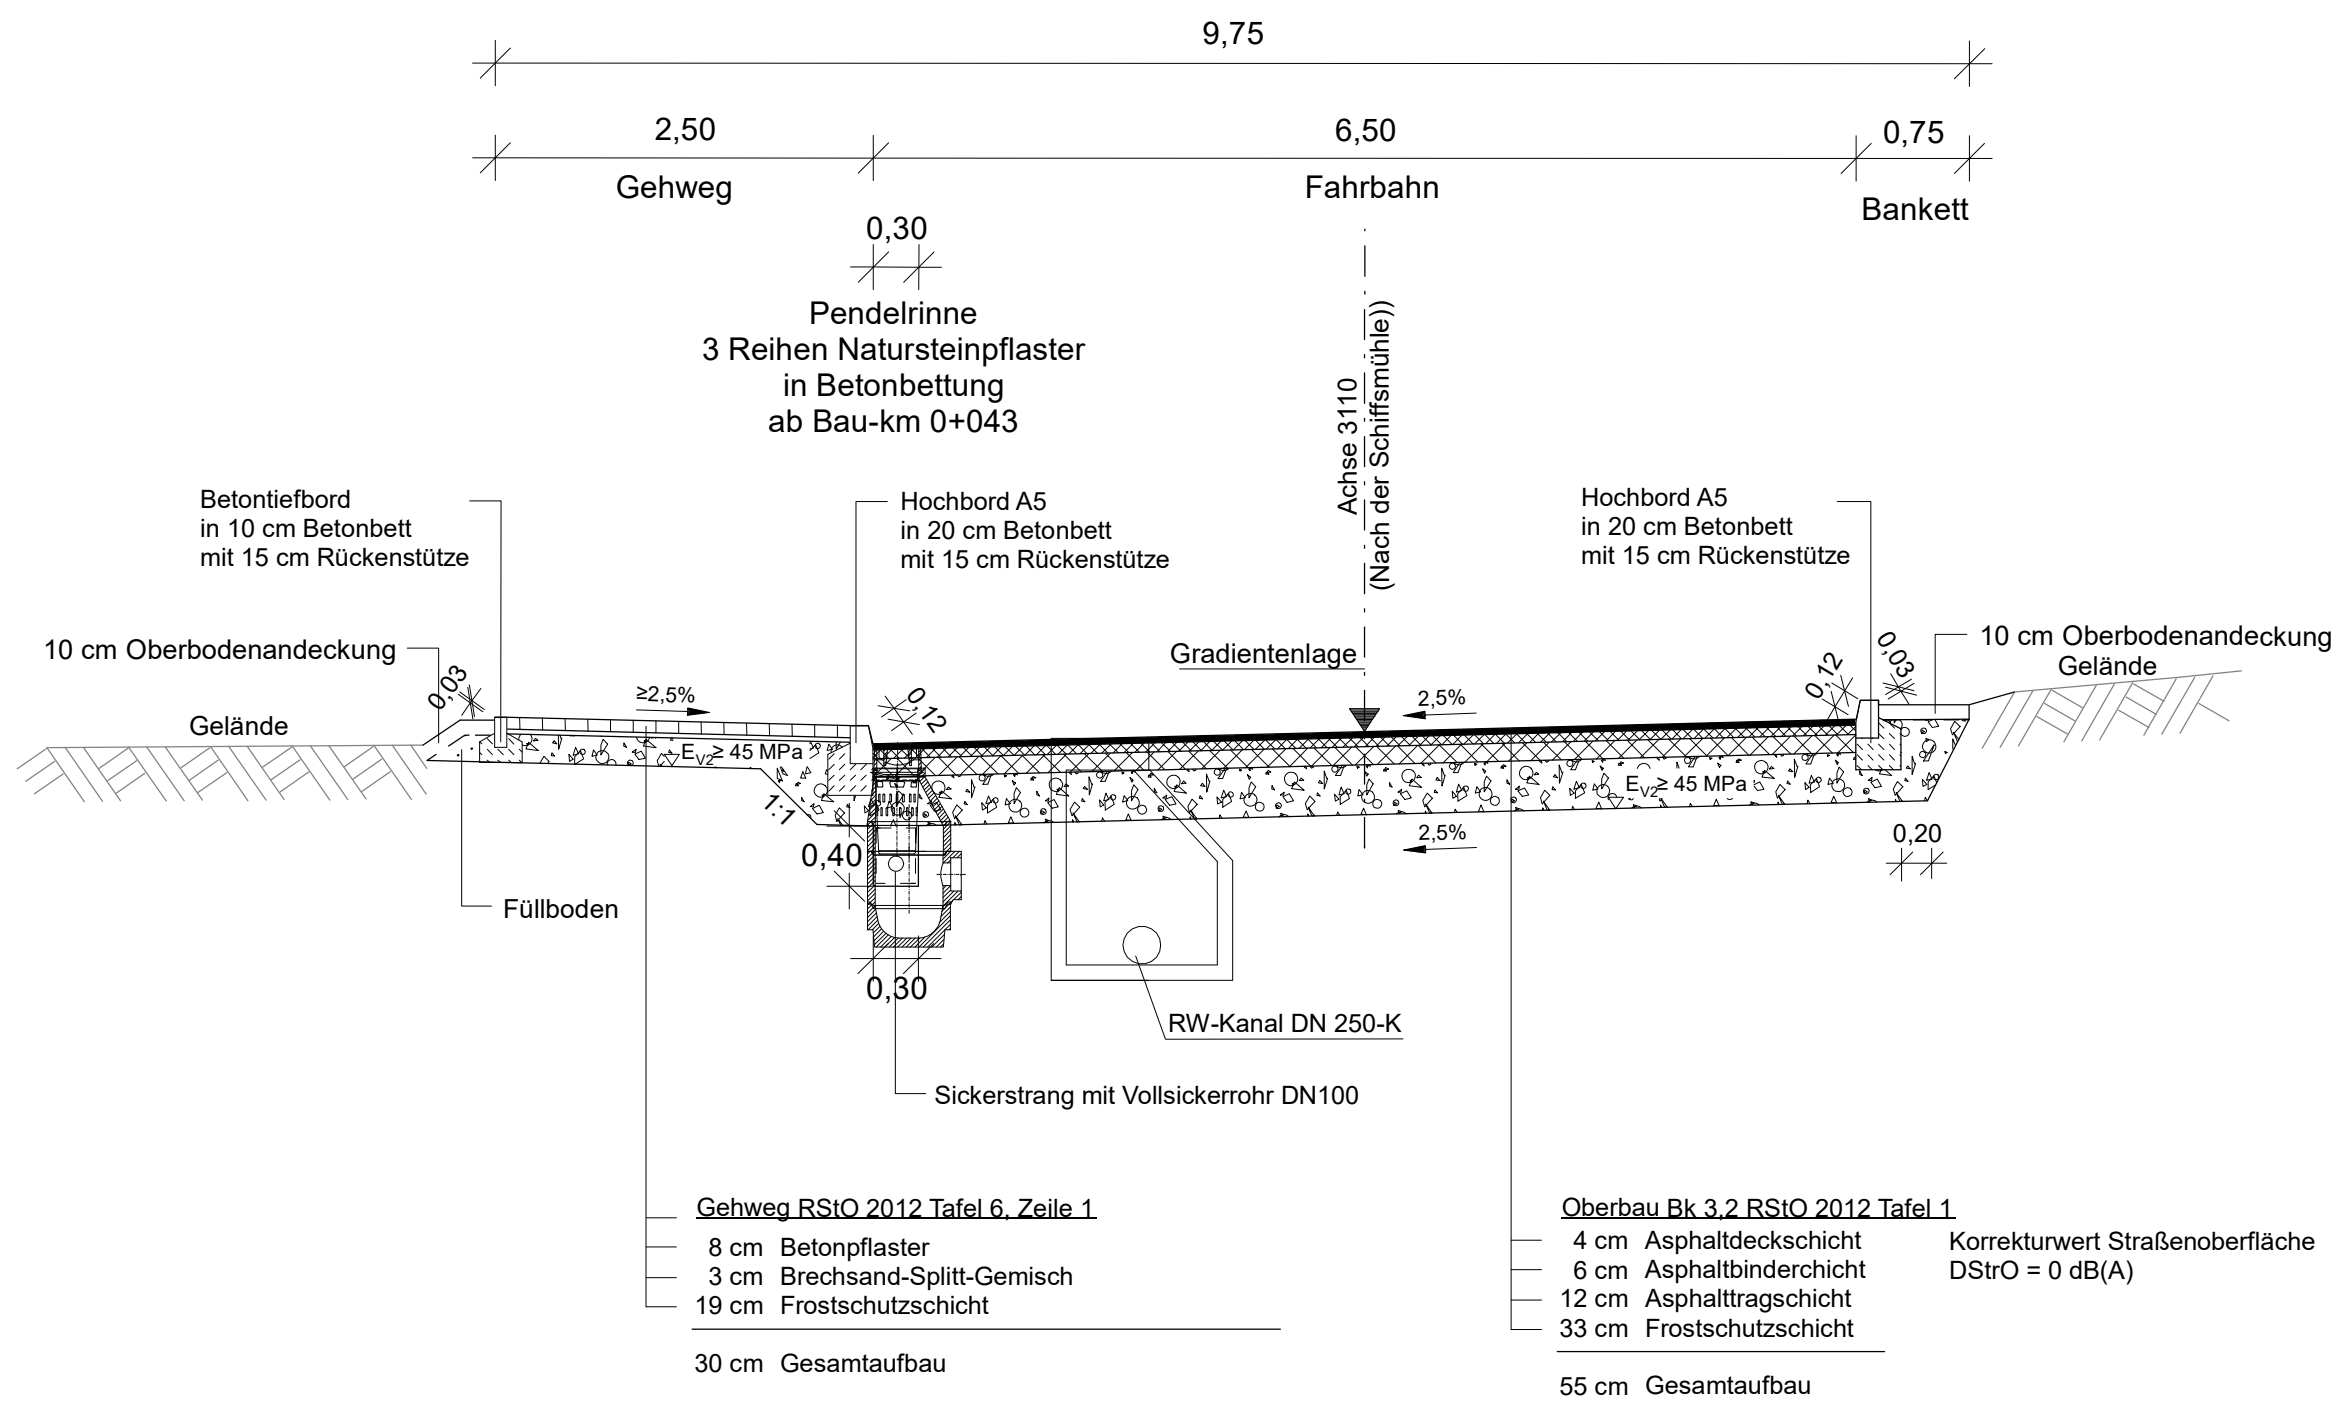 9,75
2,50
6,50
0,75
Gehweg
Fahrbahn
Bankett
0,30
Pendelrinne
3 Reihen Natursteinpflaster
in Betonbettung
ab Bau-km 0+043
Achse 3110
(Nach der Schiffsmühle))
Betontiefbord
in 10 cm Betonbett
mit 15 cm Rückenstütze
Hochbord A5
in 20 cm Betonbett
mit 15 cm Rückenstütze
Hochbord A5
in 20 cm Betonbett
mit 15 cm Rückenstütze
10 cm Oberbodenandeckung
0,03
Gelände
≥2,5%
0,12
Gradientenlage
2,5%
0,12
0,03
10 cm Oberbodenandeckung
Gelände
EV2≥ 45 MPa
EV2≥ 45 MPa
1:1
0,40
2,5%
0,20
Füllboden
0,30
RW-Kanal DN 250-K
Sickerstrang mit Vollsickerrohr DN100
Gehweg RStO 2012 Tafel 6, Zeile 1
8 cm Betonpflaster
3 cm Brechsand-Splitt-Gemisch
19 cm Frostschutzschicht
30 cm Gesamtaufbau
Oberbau Bk 3,2 RStO 2012 Tafel 1
4 cm Asphaltdeckschicht
6 cm Asphaltbinderchicht
12 cm Asphalttragschicht
33 cm Frostschutzschicht
55 cm Gesamtaufbau
Korrekturwert Straßenoberfläche
DStrO = 0 dB(A)